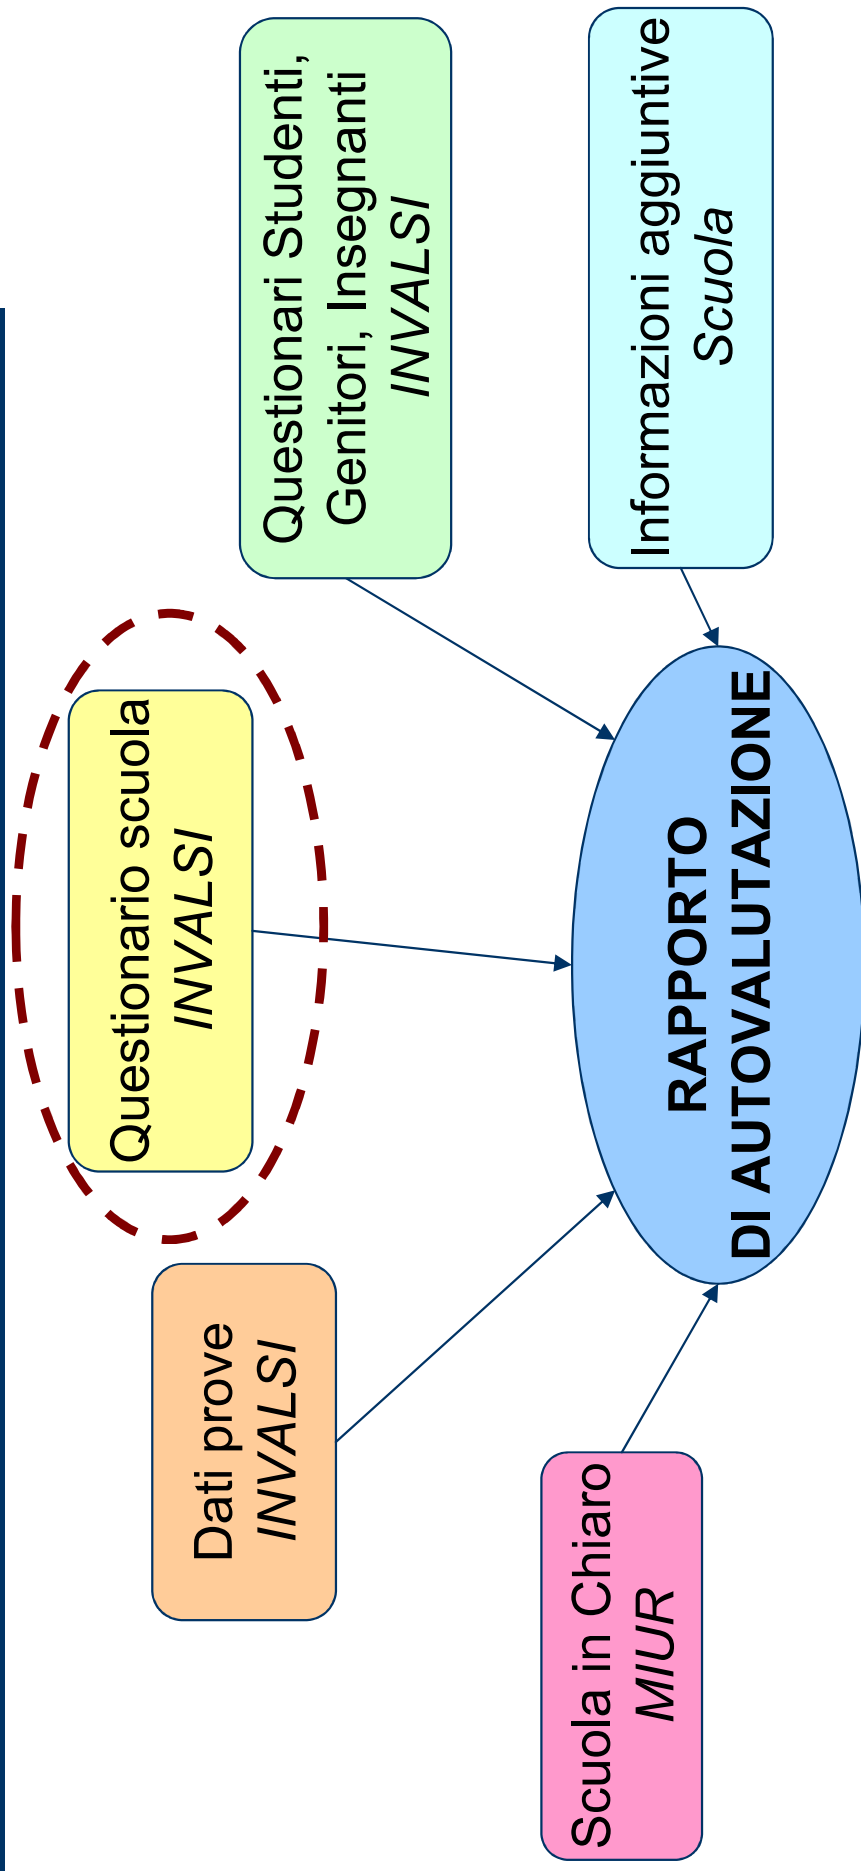 Scuola in Chiaro
MIUR
Dati prove
INVALSI
Questionario scuola
INVALSI
Questionari Studenti,
Genitori, Insegnanti
INVALSI
Informazioni aggiuntive
Scuola
RAPPORTO
DI AUTOVALUTAZIONE